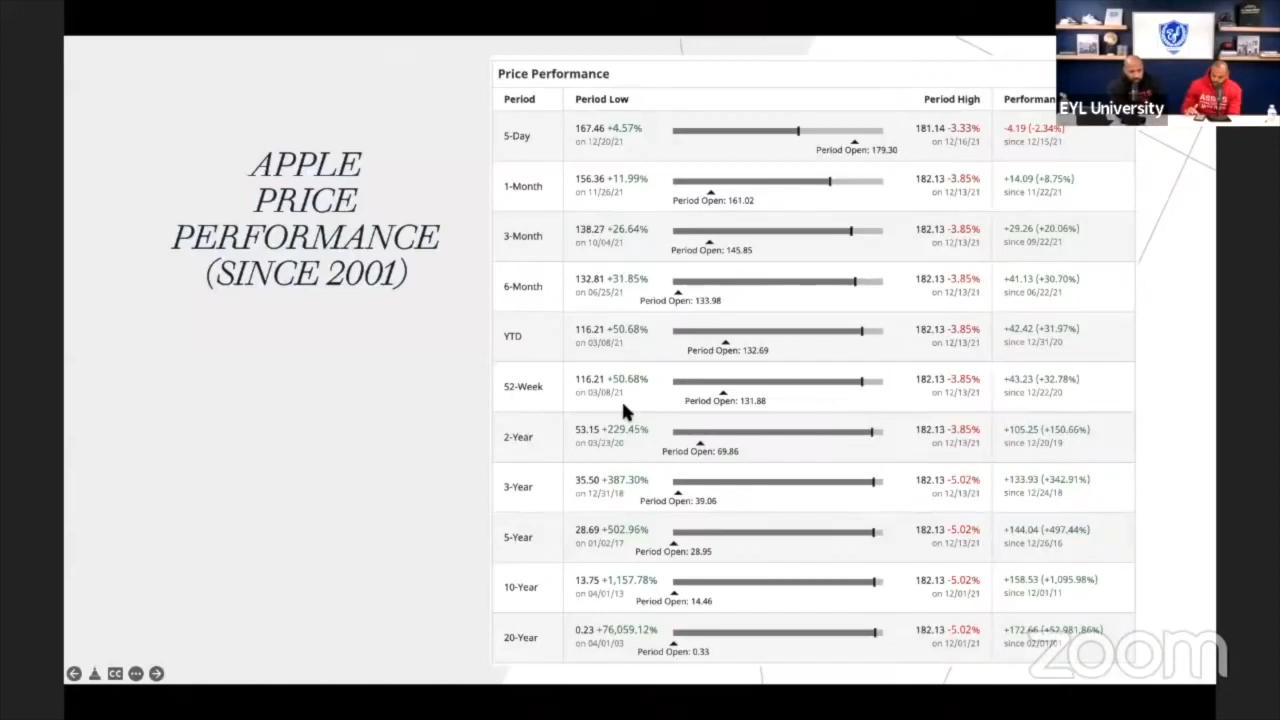 APPLE
PRICE
PERFORMANCE
(SINCE 2001)
Price Performance
Period Period Low Period High Performan
5-Day 167.46 +4.57% 181.14 -3.33% -4.19 (-2.34%)
on 12/20/21 Period Open: 179.30 on 12/16/21 since 12/15/21
1-Month 156.36 +11.99% 182.13 -3.85% +14.09 (+8.75%)
on 11/26/21 Period Open: 161.02 on 12/13/21 since 11/22/21
3-Month 138.27 +26.64% 182.13 -3.85% +29.26 (+20.06%)
on 10/04/21 Period Open: 145.85 on 12/13/21 since 09/22/21
6-Month 132.81 +31.85% 182.13 -3.85% +41.13 (+30.70%)
on 06/25/21 Period Open: 133.98 on 12/13/21 since 06/22/21
YTD 116.21 +50.68% 182.13 -3.85% +42.42 (+31.97%)
on 03/08/21 Period Open: 132.69 on 12/13/21 since 12/31/20
52-Week 116.21 +50.68% 182.13 -3.85% +43.23 (+32.78%)
on 03/08/21 Period Open: 131.88 on 12/13/21 since 12/22/20
2-Year 53.15 +229.45% 182.13 -3.85% +105.25 (+150.66%)
on 03/23/20 Period Open: 69.86 on 12/13/21 since 12/20/19
3-Year 35.50 +387.30% 182.13 -5.02% +133.93 (+342.91%)
on 12/31/18 Period Open: 39.06 on 12/13/21 since 12/24/18
5-Year 28.69 +502.96% 182.13 -5.02% +144.04 (+497.44%)
on 01/02/17 Period Open: 28.95 on 12/13/21 since 12/26/16
10-Year 13.75 +1,157.78% 182.13 -5.02% +158.53 (+1,095.98%)
on 04/01/13 Period Open: 14.46 on 12/01/21 since 12/01/11
20-Year 0.23 +76,059.12% 182.13 -5.02% +172.66 (+52,981.86%)
on 04/01/03 Period Open: 0.33 on 12/01/21 since 02/01/01
EYL University
CC
zoom